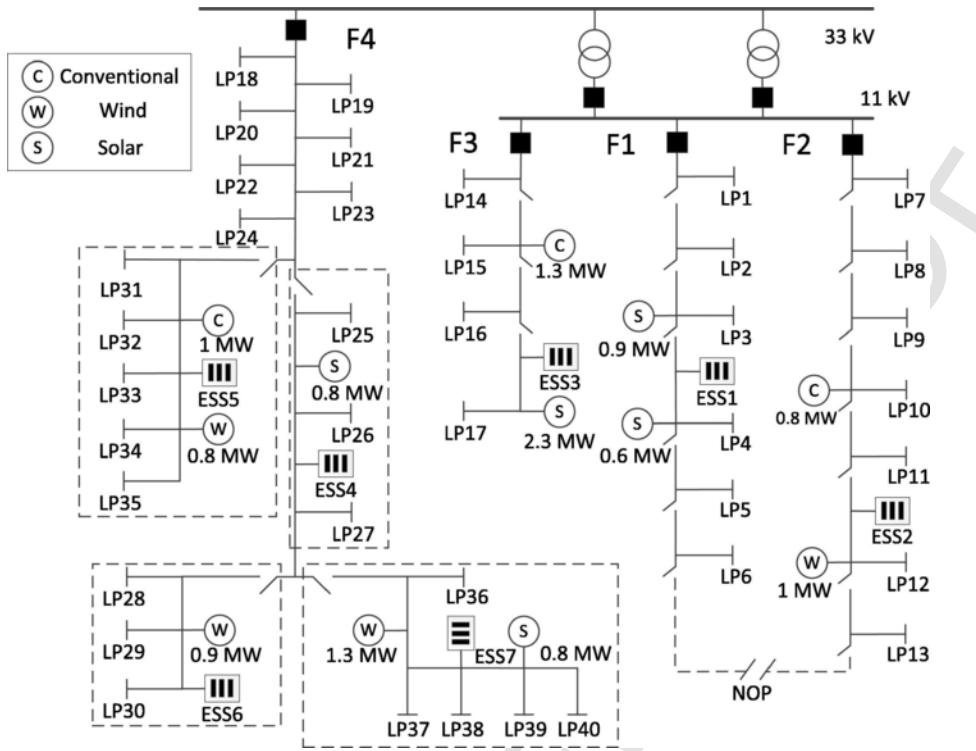 33 kV
F4
C Conventional
W Wind
S Solar
LP18
LP19
LP20
LP21
LP22
LP23
LP24
11 kV
F3
F1
F2
LP14
LP1
LP7
LP15
C
1.3 MW
LP2
LP8
LP16
S
0.9 MW
LP3
LP9
ESS3
ESS1
C
0.8 MW
LP10
LP17
S
2.3 MW
S
0.6 MW
LP4
LP11
LP5
ESS2
LP6
W
1 MW
LP12
LP13
NOP
LP31
LP32
C
1 MW
LP33
ESS5
LP34
W
0.8 MW
LP35
LP25
S
0.8 MW
LP26
ESS4
LP27
LP28
LP29
W
0.9 MW
LP30
ESS6
LP36
W
1.3 MW
ESS7
S
0.8 MW
LP37
LP38
LP39
LP40